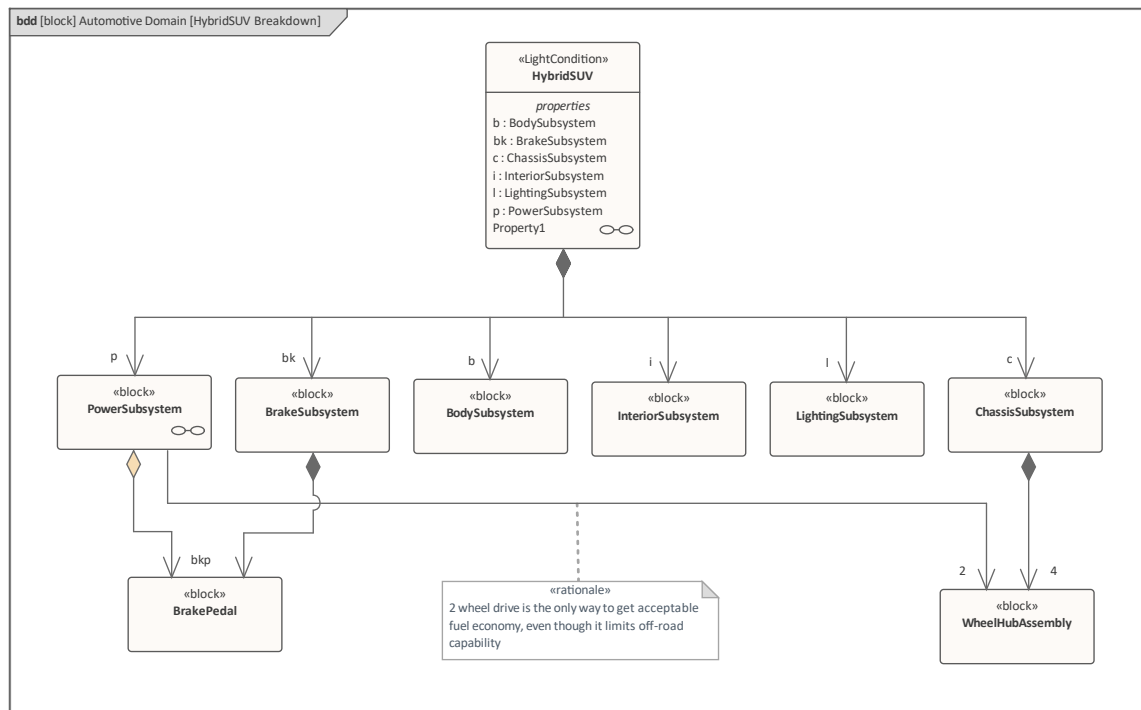 bdd [block] Automotive Domain [HybridSUV Breakdown]
«LightCondition»
HybridSUV
properties
b : BodySubsystem
bk : BrakeSubsystem
c : ChassisSubsystem
i : InteriorSubsystem
l : LightingSubsystem
p : PowerSubsystem
Property1
p
bk
b
i
l
c
«block»
PowerSubsystem
«block»
BrakeSubsystem
«block»
BodySubsystem
«block»
InteriorSubsystem
«block»
LightingSubsystem
«block»
ChassisSubsystem
bkp
2
4
«block»
BrakePedal
«rationale»
2 wheel drive is the only way to get acceptable
fuel economy, even though it limits off-road
capability
«block»
WheelHubAssembly